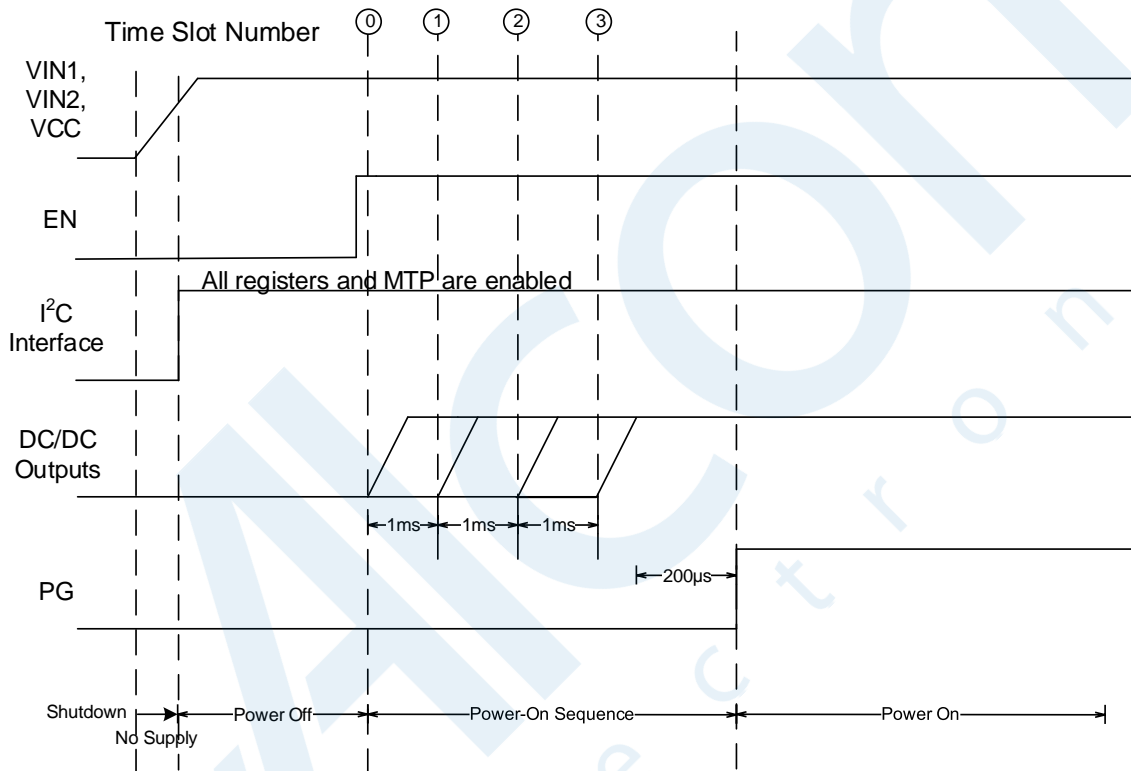 Time Slot Number
0 1 2 3
VIN1,
VIN2,
VCC
EN
All registers and MTP are enabled
I²C
Interface
DC/DC
Outputs
1ms 1ms 1ms
200µs
PG
Shutdown
No Supply
Power Off
Power-On Sequence
Power On